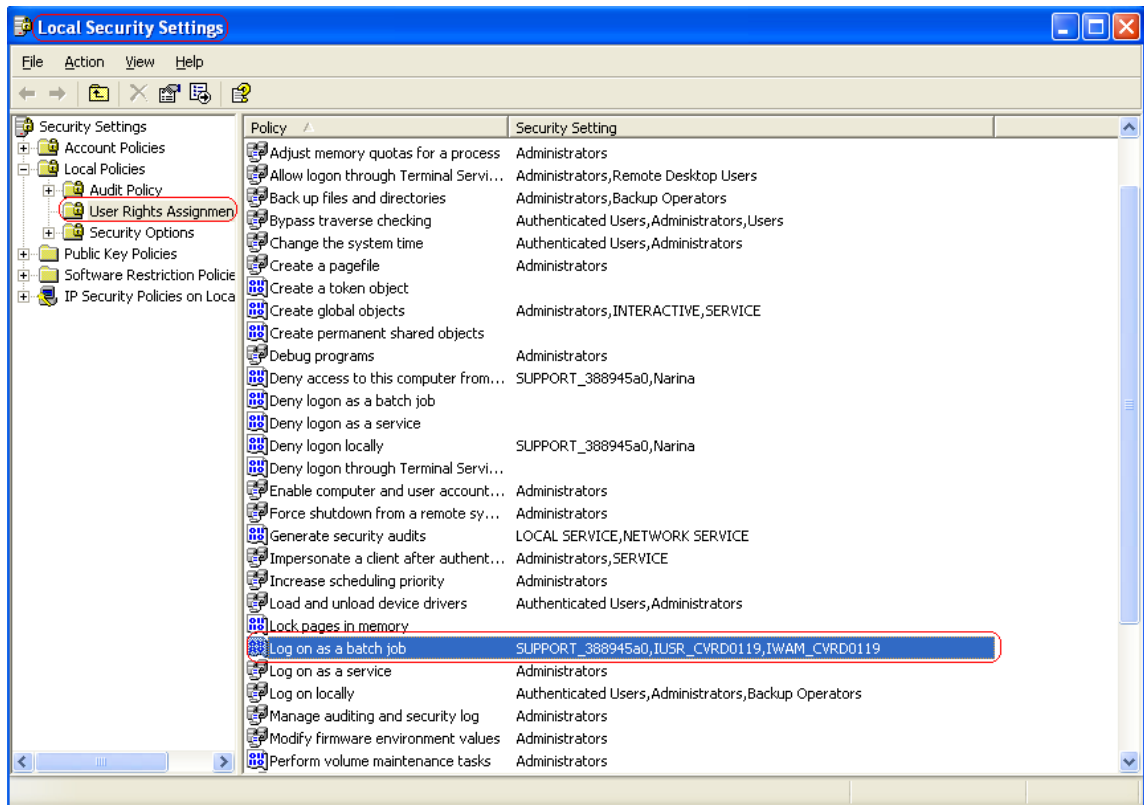 Local Security Settings
File Action View Help
Security Settings
Account Policies
Local Policies
Audit Policy
User Rights Assignmen
Security Options
Public Key Policies
Software Restriction Policie
IP Security Policies on Loca
Policy Security Setting
Adjust memory quotas for a process Administrators
Allow logon through Terminal Servi... Administrators,Remote Desktop Users
Back up files and directories Administrators,Backup Operators
Bypass traverse checking Authenticated Users,Administrators,Users
Change the system time Authenticated Users,Administrators
Create a pagefile Administrators
Create a token object
Create global objects Administrators,INTERACTIVE,SERVICE
Create permanent shared objects
Debug programs Administrators
Deny access to this computer from... SUPPORT_388945a0,Narina
Deny logon as a batch job
Deny logon as a service
Deny logon locally SUPPORT_388945a0,Narina
Deny logon through Terminal Servi...
Enable computer and user account... Administrators
Force shutdown from a remote sy... Administrators
Generate security audits LOCAL SERVICE,NETWORK SERVICE
Impersonate a client after authent... Administrators,SERVICE
Increase scheduling priority Administrators
Load and unload device drivers Authenticated Users,Administrators
Lock pages in memory
Log on as a batch job SUPPORT_388945a0,IUSR_CVRD0119,IWAM_CVRD0119
Log on as a service Administrators
Log on locally Authenticated Users,Administrators,Backup Operators
Manage auditing and security log Administrators
Modify firmware environment values Administrators
Perform volume maintenance tasks Administrators